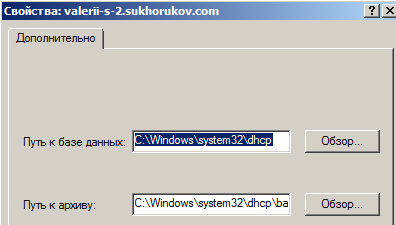 Свойства: valerii-s-2.sukhorukov.com
Дополнительно
Путь к базе данных: C:\Windows\system32\dhcp Обзор...
Путь к архиву: C:\Windows\system32\dhcp\ba Обзор...